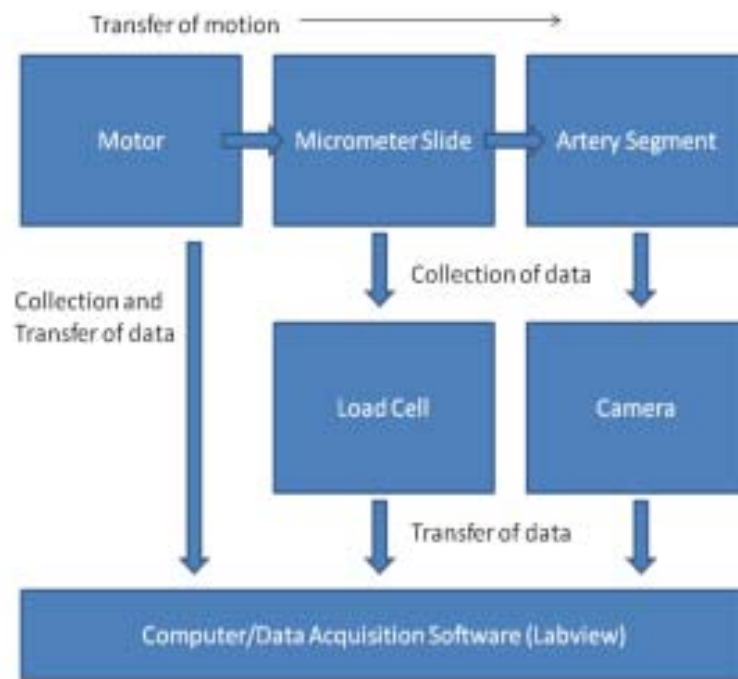 Transfer of motion
Motor
Micrometer Slide
Artery Segment
Collection of data
Collection and
Transfer of data
Load Cell
Camera
Transfer of data
Computer/Data Acquisition Software (Labview)